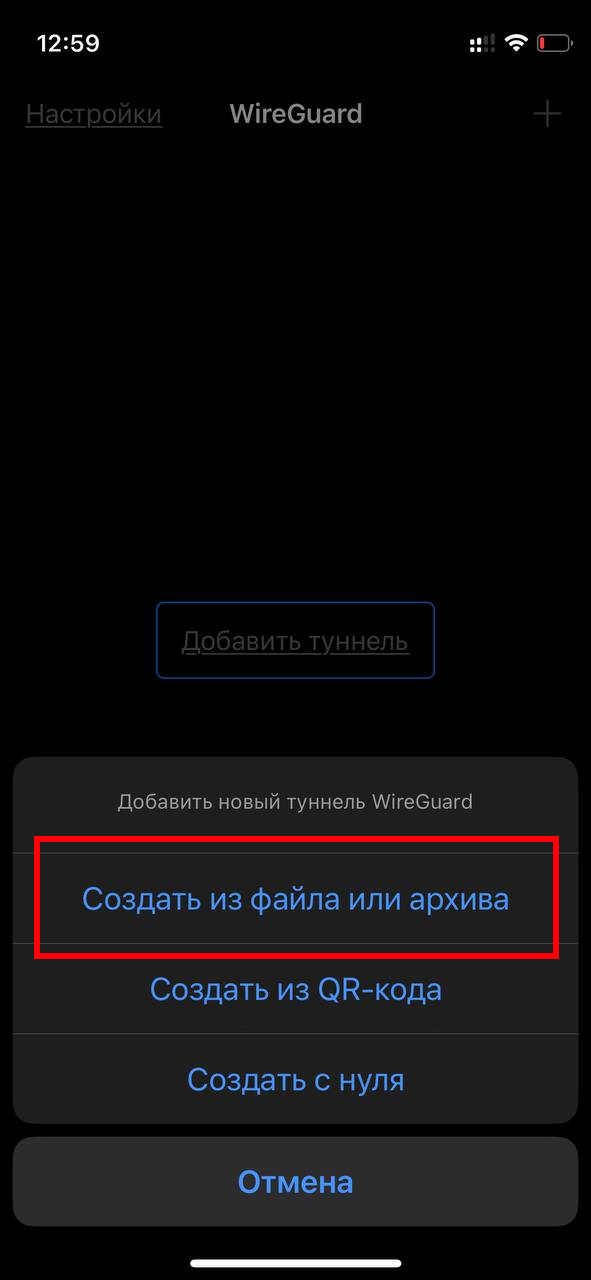 12:59
Настройки WireGuard +
Добавить туннель
Добавить новый туннель WireGuard
Создать из файла или архива
Создать из QR-кода
Создать с нуля
Отмена